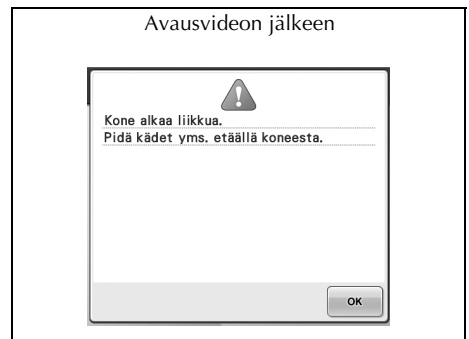 Avausvideon jälkeen
Kone alkaa liikkua.
Pidä kädet yms. etäällä koneesta.
OK